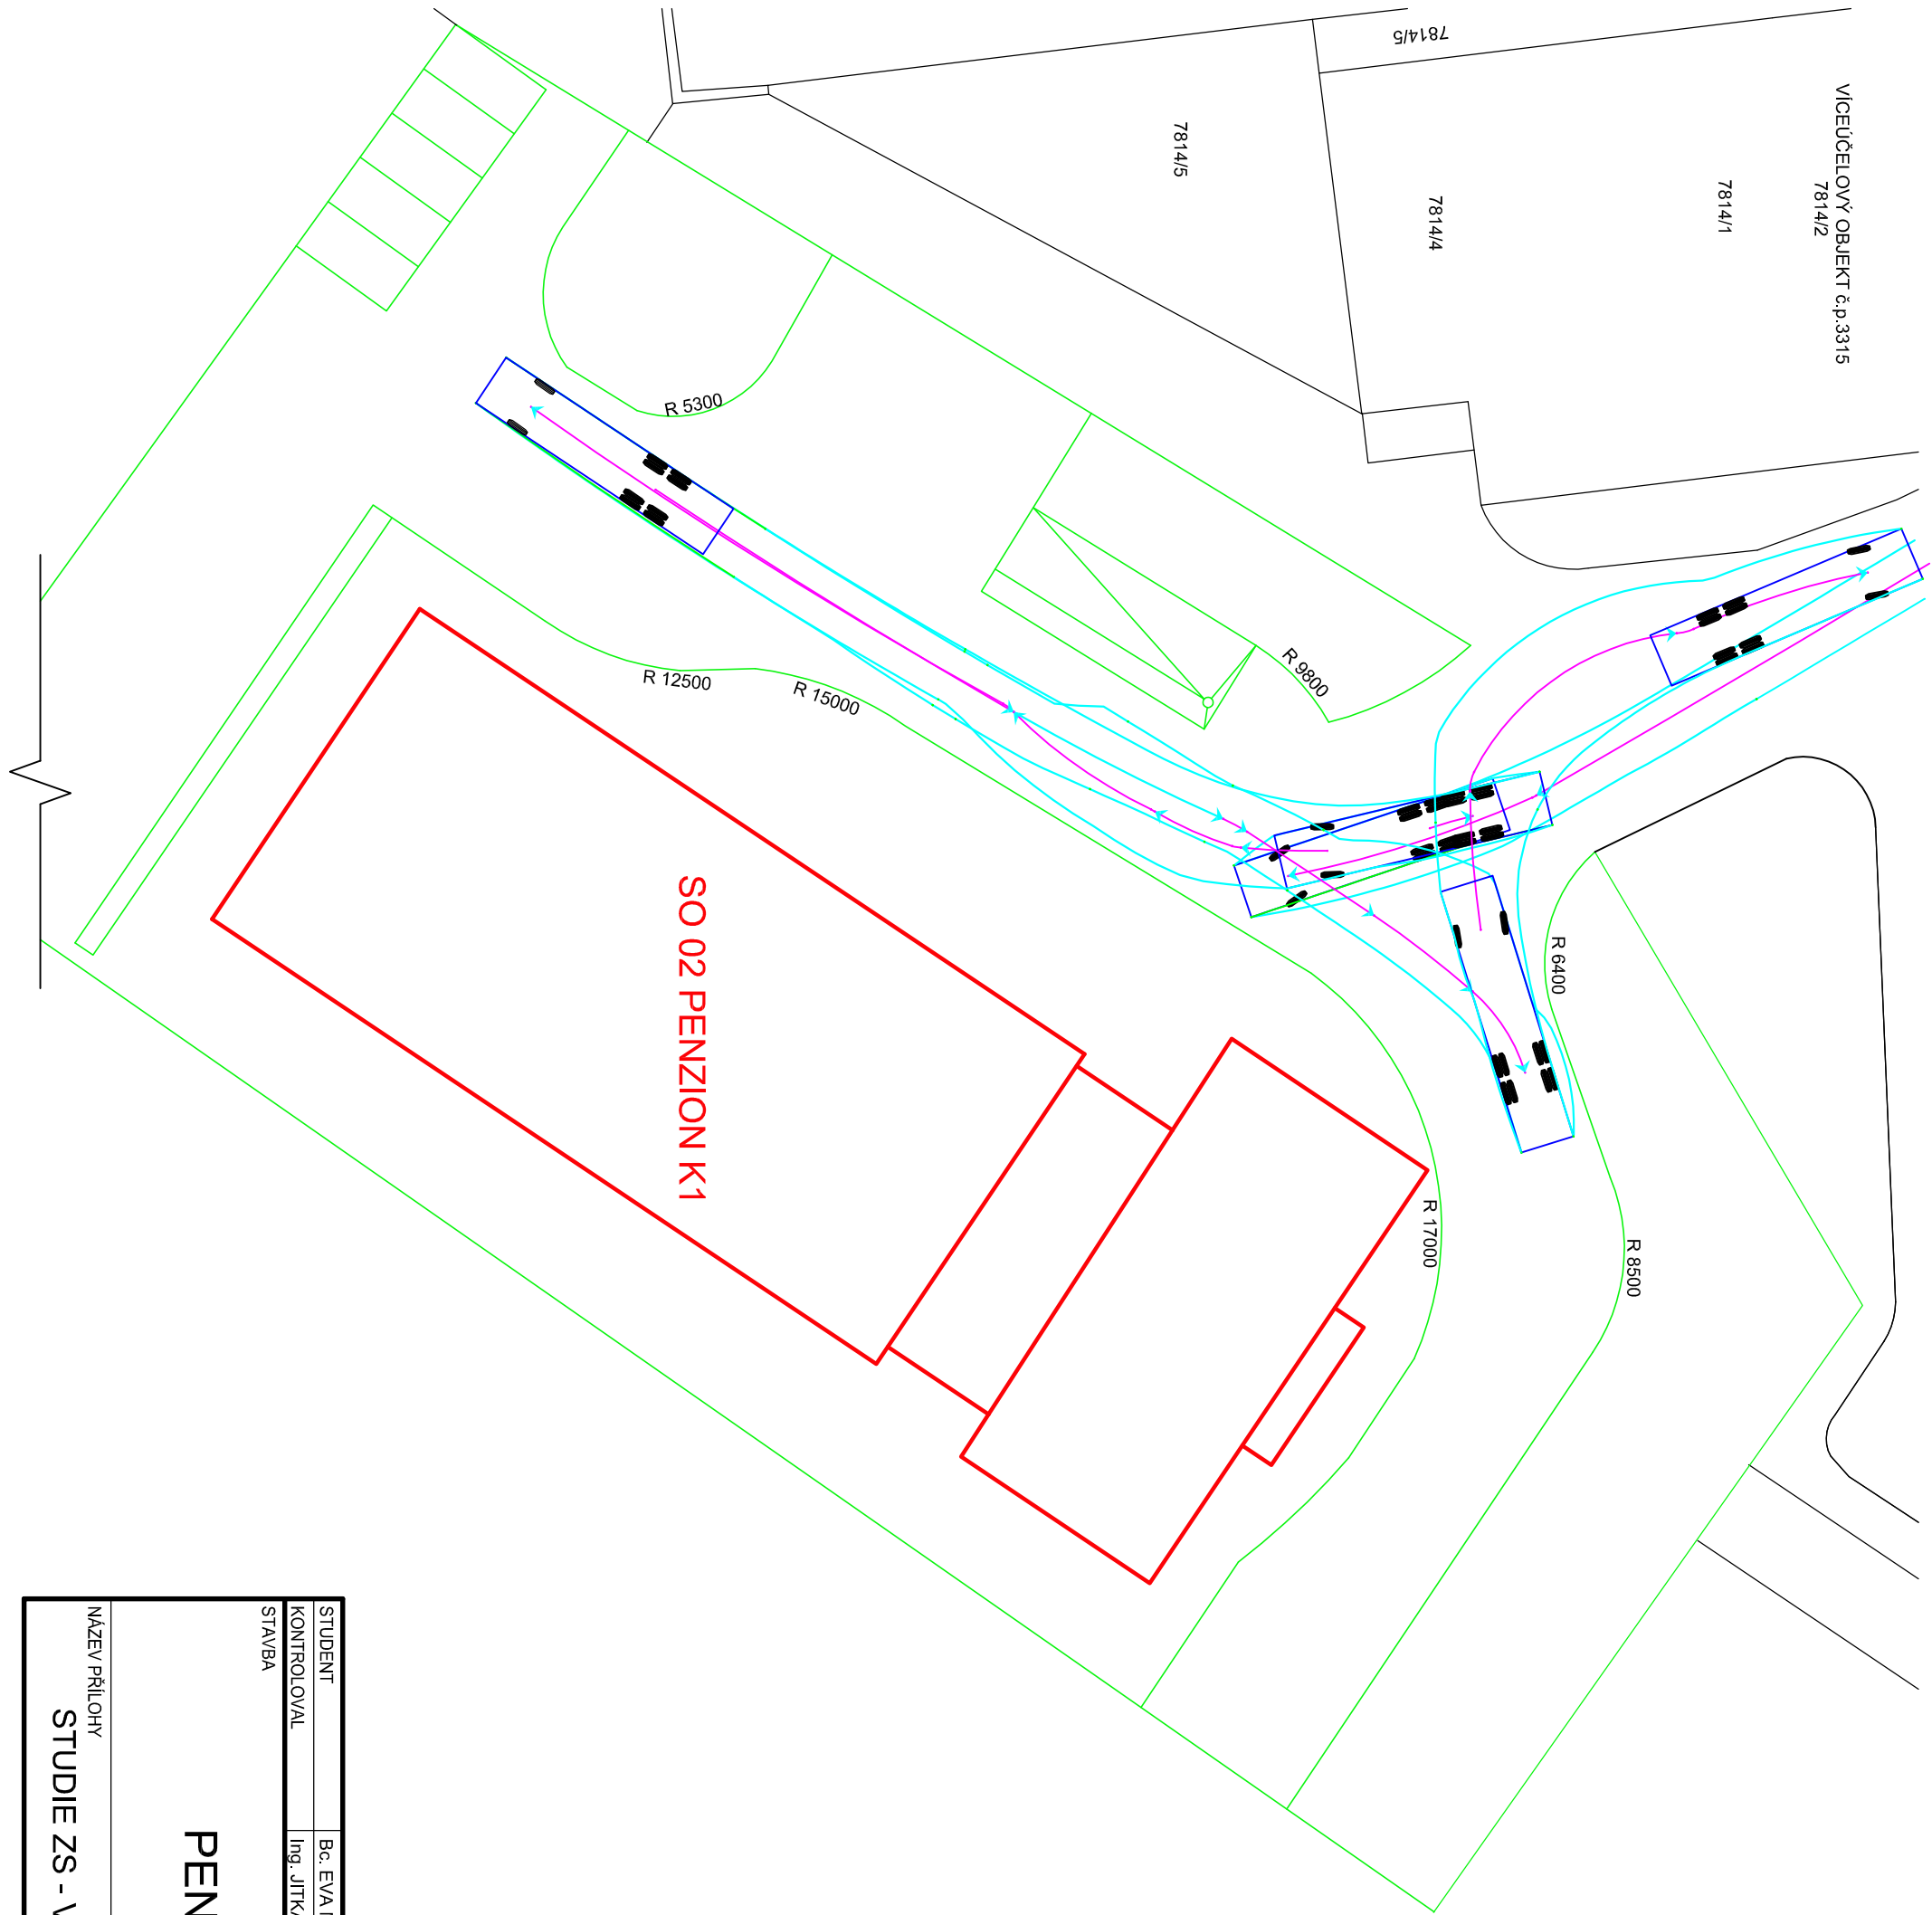 7814/5
VÍCEÚČELOVÝ OBJEKT č.p.3315
7814/2
7814/1
7814/4
7814/5
R 5300
R 9800
R 12500
R 15000
R 6400
R 17000
R 8500
SO 02 PENZION K1
STUDENT
Bc. EVA
KONTROLOVAL
Ing. JITKA
STAVBA
PEN
NÁZEV PŘÍLOHY
STUDIE ZS -